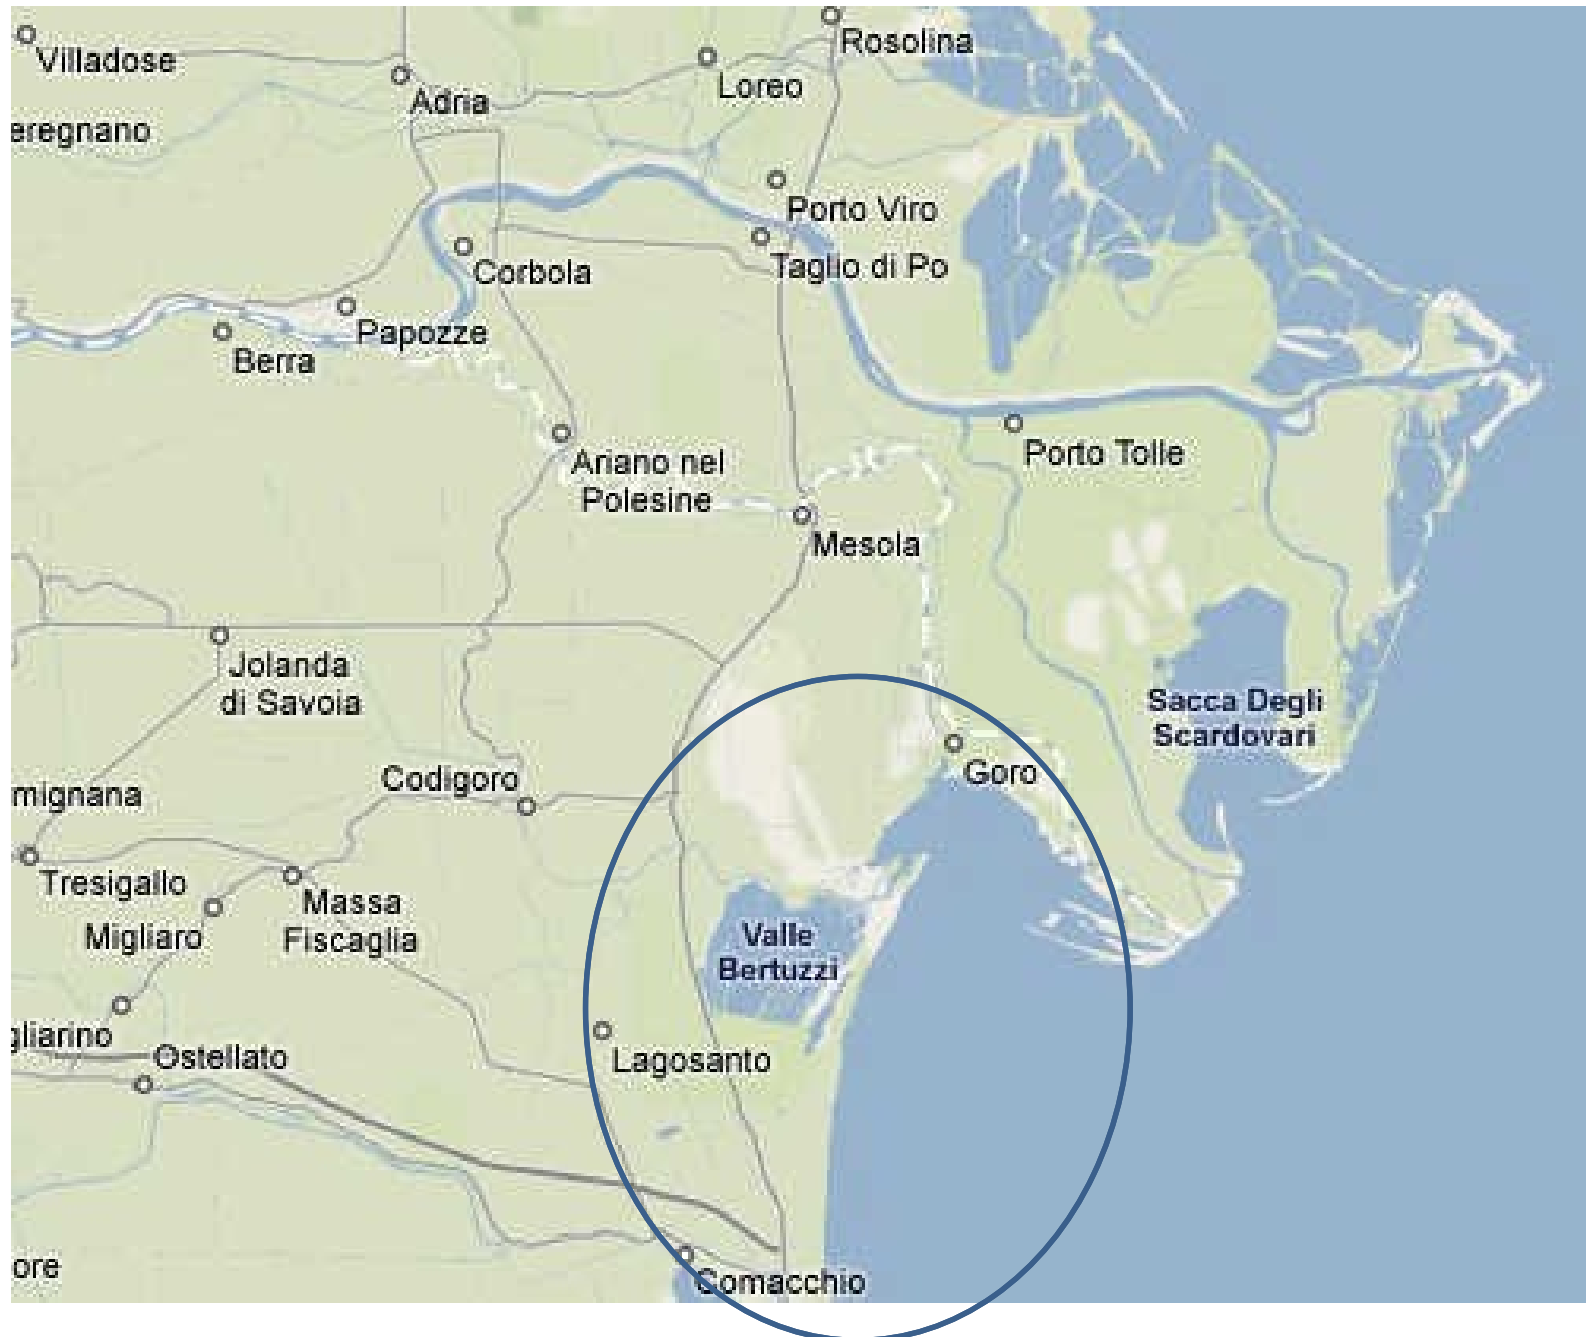 Villadose
Adria
Loreo
Rosolina
eregnano
Porto Viro
Corbola
Taglio di Po
Papozze
Berra
Porto Tolle
Ariano nel
Polesine
Mesola
Jolanda
di Savoia
Sacca Degli
Scardovari
Goro
Codigoro
mignana
Tresigallo
Massa
Fiscaglia
Migliaro
Valle
Bertuzzi
gliarino
Ostellato
Lagosanto
ore
Comacchio